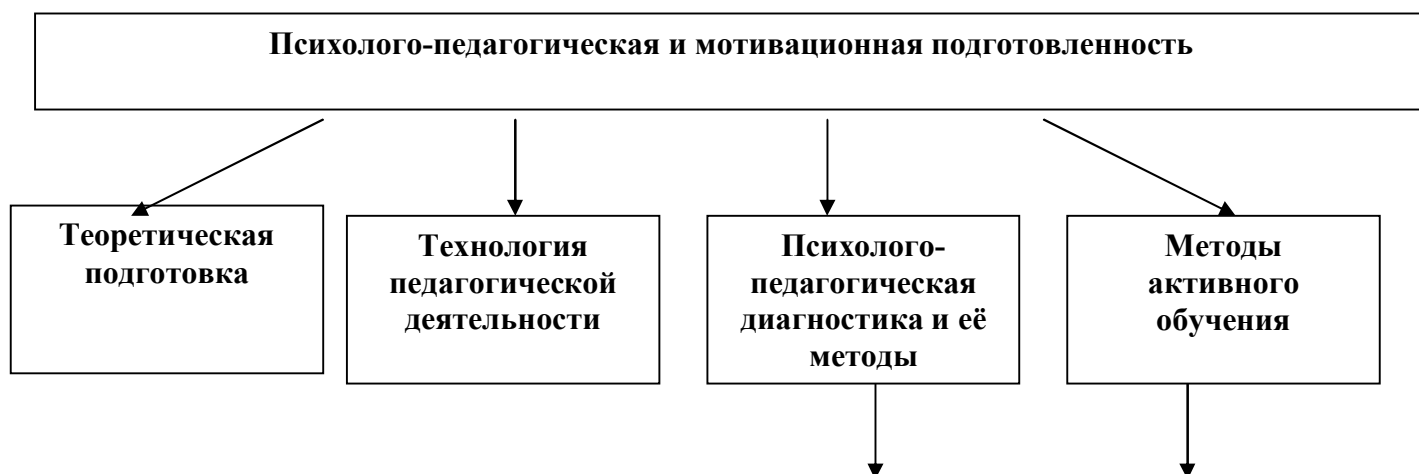 Психолого-педагогическая и мотивационная подготовленность
Теоретическая
подготовка
Технология
педагогической
деятельности
Психолого-
педагогическая
диагностика и её
методы
Методы
активного
обучения